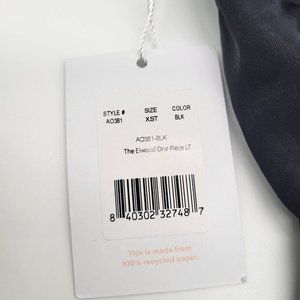 STYLE # SIZE COLOR
AO381 XST BLK
AO381-BLK
The Elwood One Piece LT
8 40302 32748 7
This is made from
100% recycled paper.